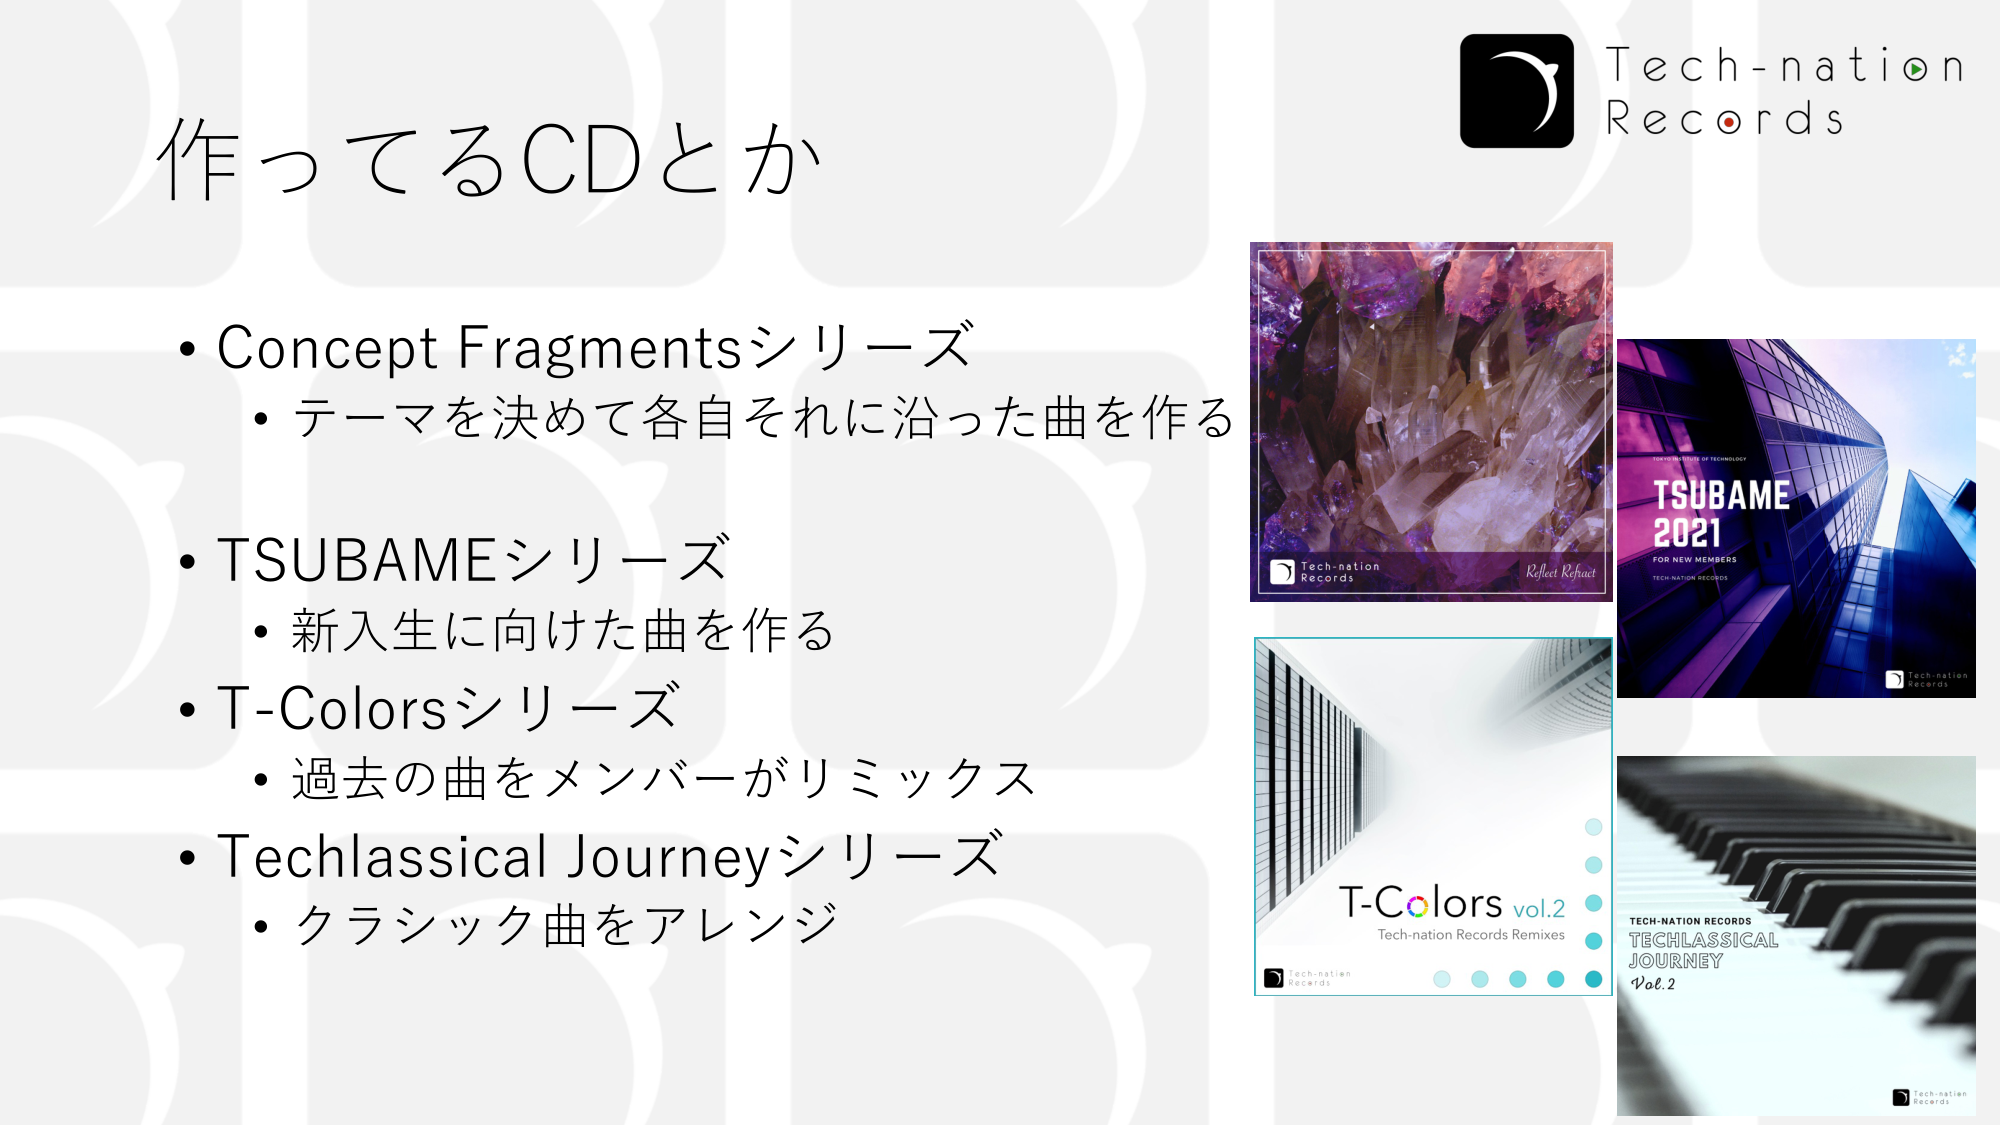 Tech-nation
Records
作ってるCDとか
• Concept Fragmentsシリーズ
• テーマを決めて各自それに沿った曲を作る
• TSUBAMEシリーズ
• 新入生に向けた曲を作る
• T-Colorsシリーズ
• 過去の曲をメンバーがリミックス
• Techlassical Journeyシリーズ
• クラシック曲をアレンジ
Tech-nation
Records
Reflect Refract
TOKYO INSTITUTE OF TECHNOLOGY
TSUBAME
2021
FOR NEW MEMBERS
TECH-NATION RECORDS
Tech-nation
Records
T-Colors vol.2
Tech-nation Records Remixes
Tech-nation
Records
TECH-NATION RECORDS
TECHLASSICAL
JOURNEY
Vol.2
Tech-nation
Records